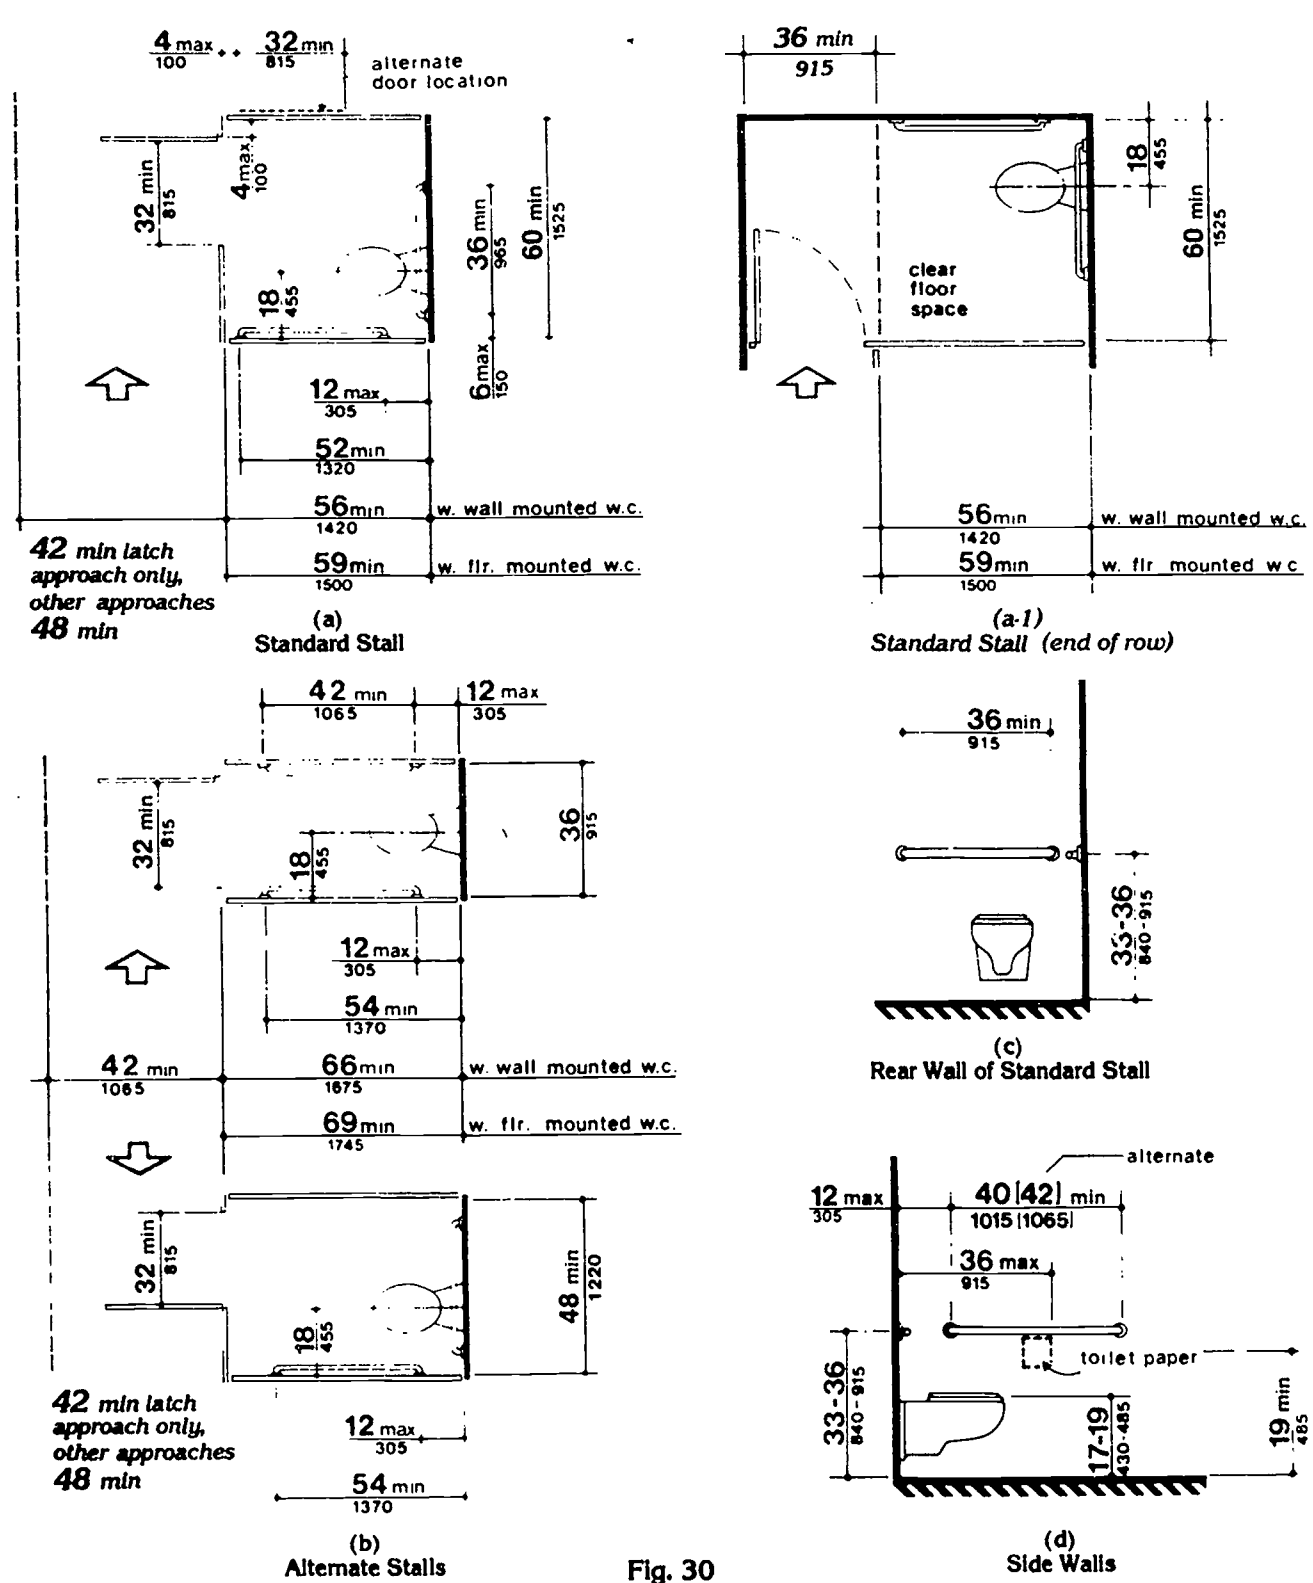 4 max
100
32 min
815
alternate
door location
4 max
100
32 min
815
18
455
36 min
965
60 min
1525
6 max
150
12 max
305
52 min
1320
56 min
1420
w. wall mounted w.c.
59 min
1500
w. flr. mounted w.c.
42 min latch
approach only,
other approaches
48 min
(a)
Standard Stall
36 min
915
18
455
60 min
1525
clear
floor
space
56 min
1420
w. wall mounted w.c.
59 min
1500
w. flr mounted w c
(a-1)
Standard Stall (end of row)
42 min
1065
12 max
305
32 min
815
18
455
36
915
12 max
305
54 min
1370
42 min
1065
66 min
1675
w. wall mounted w.c.
69 min
1745
w. flr. mounted w.c.
32 min
815
18
455
48 min
1220
42 min latch
approach only,
other approaches
48 min
12 max
305
54 min
1370
(b)
Alternate Stalls
36 min
915
33-36
840-915
(c)
Rear Wall of Standard Stall
alternate
12 max
305
40 (42) min
1015 (1065)
36 max
915
toilet paper
33-36
840-915
17-19
430-485
19 min
485
(d)
Side Walls
Fig. 30